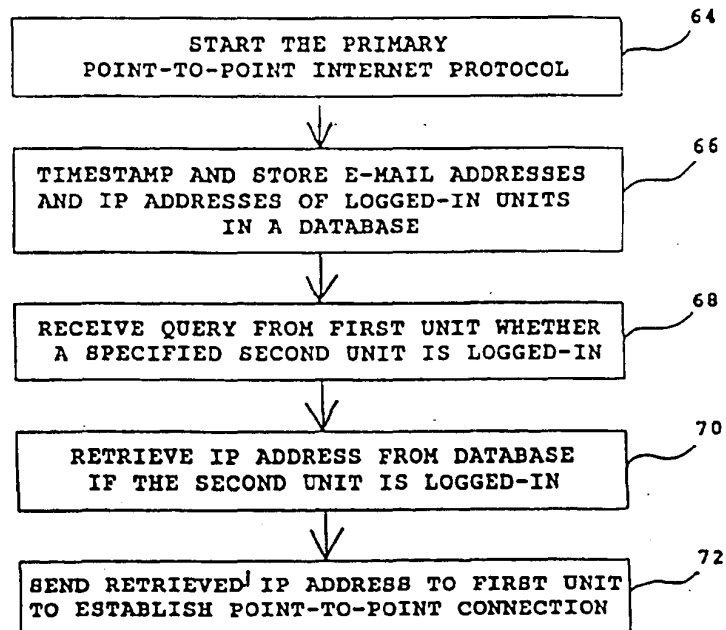 64
START THE PRIMARY
POINT-TO-POINT INTERNET PROTOCOL
66
TIMESTAMP AND STORE E-MAIL ADDRESSES
AND IP ADDRESSES OF LOGGED-IN UNITS
IN A DATABASE
68
RECEIVE QUERY FROM FIRST UNIT WHETHER
A SPECIFIED SECOND UNIT IS LOGGED-IN
70
RETRIEVE IP ADDRESS FROM DATABASE
IF THE SECOND UNIT IS LOGGED-IN
72
SEND RETRIEVED IP ADDRESS TO FIRST UNIT
TO ESTABLISH POINT-TO-POINT CONNECTION